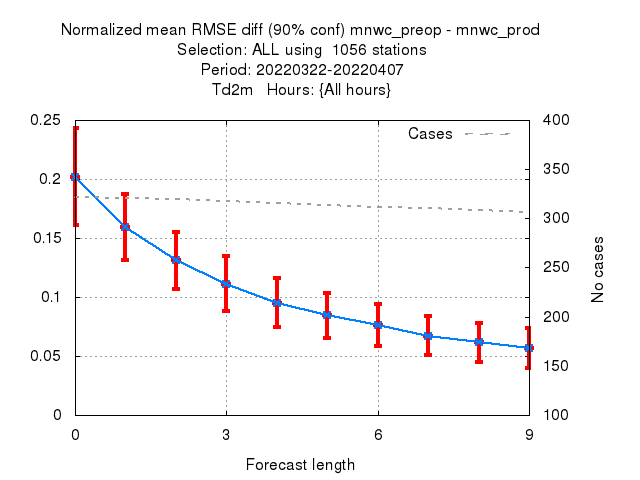 Normalized mean RMSE diff (90% conf) mnwc_preop - mnwc_prod
Selection: ALL using  1056 stations
Period: 20220322-20220407
Td2m   Hours: {All hours}
Cases
0.25
0.2
0.15
0.1
0.05
0
400
350
300
250
200
150
100
No cases
0
3
6
9
Forecast length